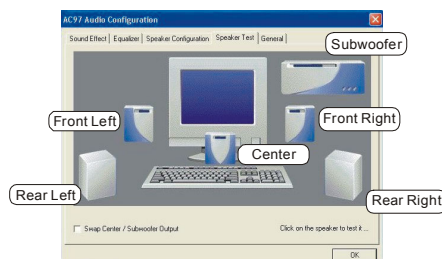 AC97 Audio Configuration
Sound Effect | Equalizer | Speaker Configuration | Speaker Test | General
Subwoofer
Front Left
Front Right
Center
Rear Left
Rear Right
Swap Center / Subwoofer Output
Click on the speaker to test it ...
OK